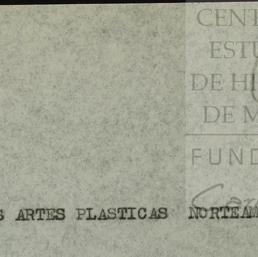 CENT
ESTU
DE HI
DE M
FUND
S ARTES PLASTICAS NORTEAM